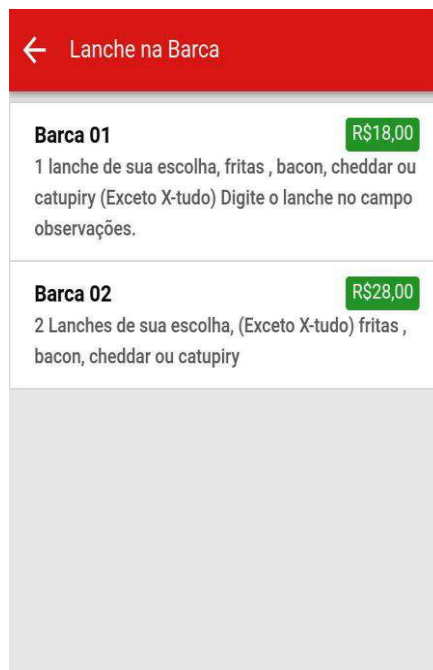 Lanche na Barca
Barca 01 R$18,00
1 lanche de sua escolha, fritas , bacon, cheddar ou
catupiry (Exceto X-tudo) Digite o lanche no campo
observações.
Barca 02 R$28,00
2 Lanches de sua escolha, (Exceto X-tudo) fritas ,
bacon, cheddar ou catupiry